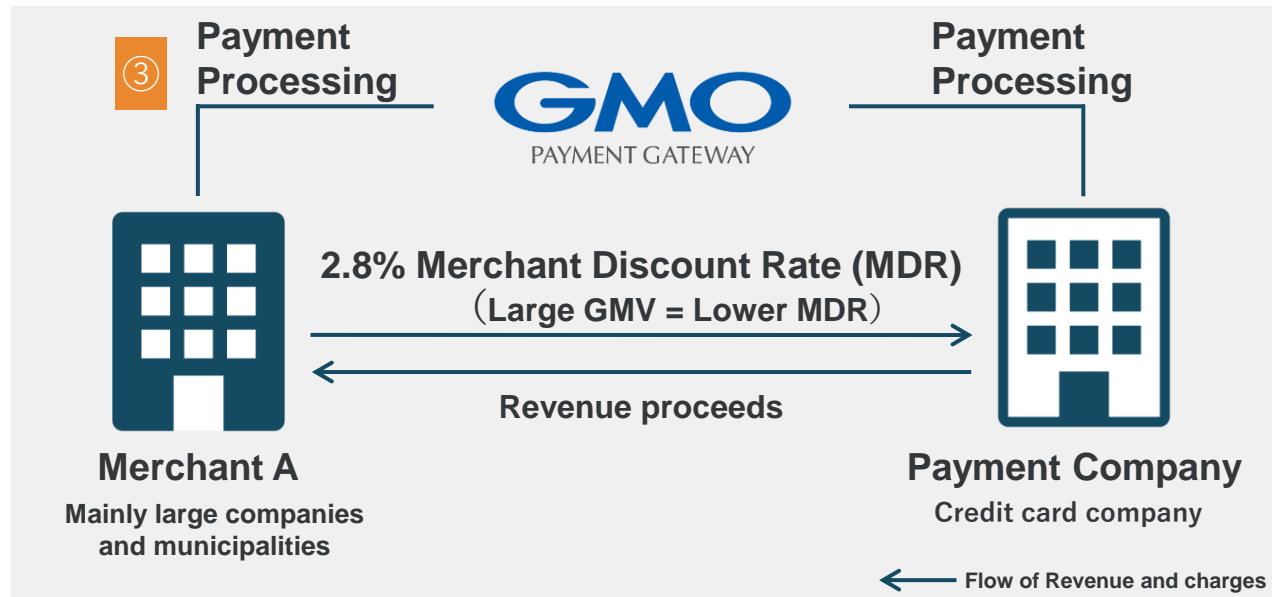 ③
Payment
Processing
GMO
PAYMENT GATEWAY
Payment
Processing
2.8% Merchant Discount Rate (MDR)
（Large GMV = Lower MDR）
Revenue proceeds
Merchant A
Mainly large companies
and municipalities
Payment Company
Credit card company
Flow of Revenue and charges